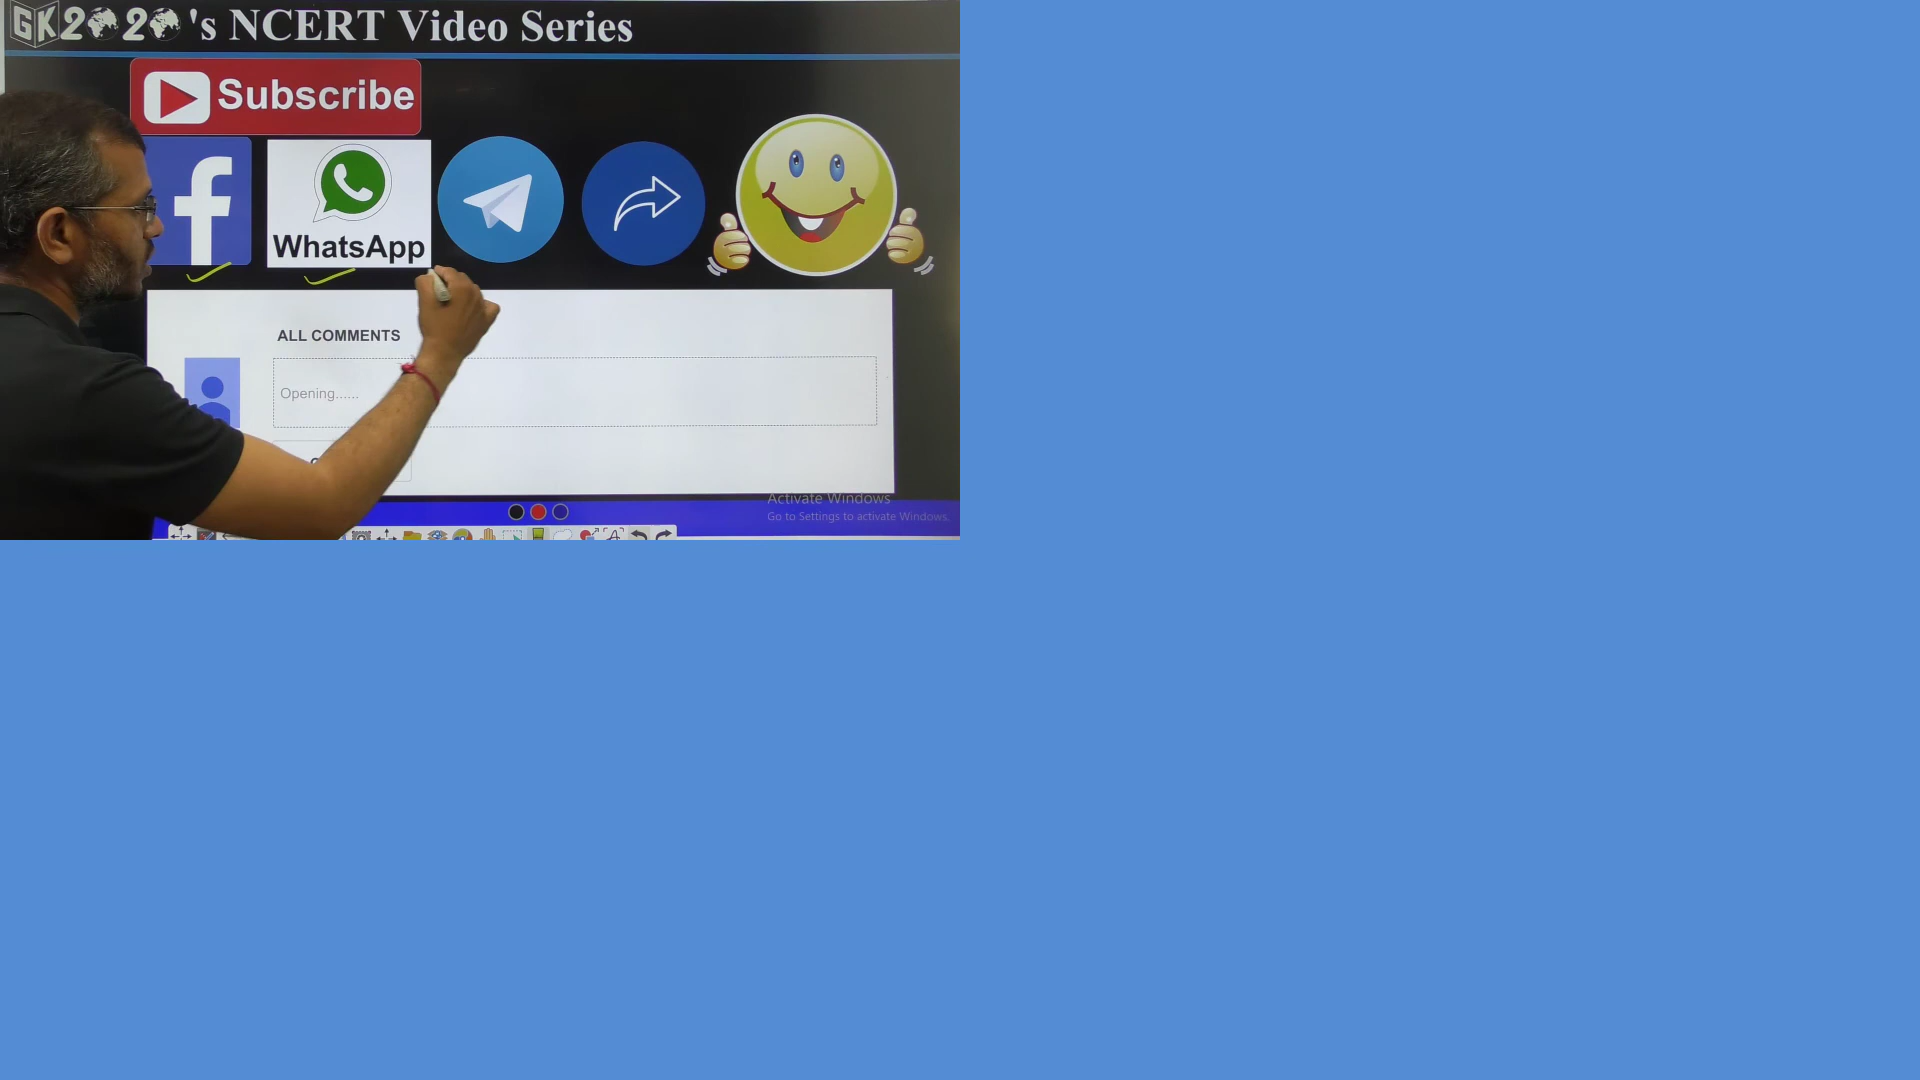 GK2020's NCERT Video Series
Subscribe
f
WhatsApp
ALL COMMENTS
Opening......
Activate Windows
Go to Settings to activate Windows.